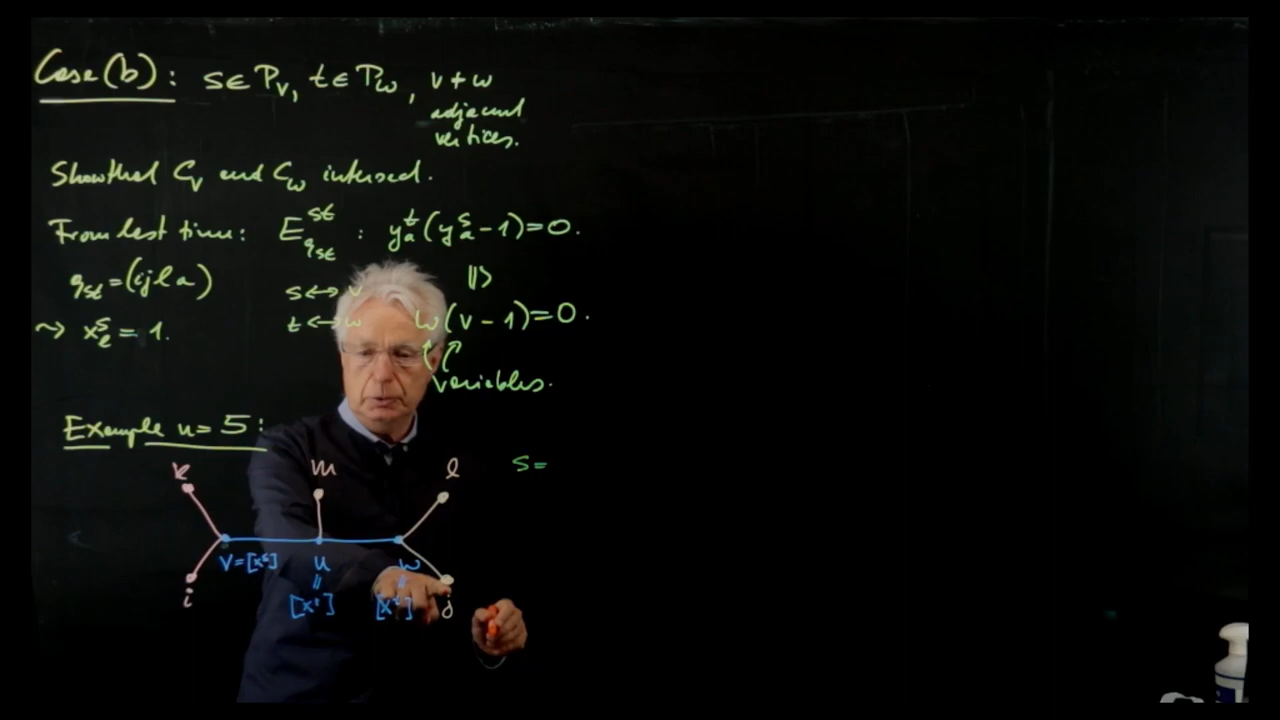 Case (b): s ∈ P_v, t ∈ P_w, v + w
adjacent
vertices.
Show that C_v and C_w intersect.
From last time: E^{st}_{q_{st}} : y^t_a (y^s_a - 1) = 0.
q_{st} = (ijla)
s ↔ v
t ↔ w w(v - 1) = 0.
~> x^s_l = 1.
variables.
Example n = 5:
k m l s =
v = [x^s] u w
i [x^r] [x^t] j